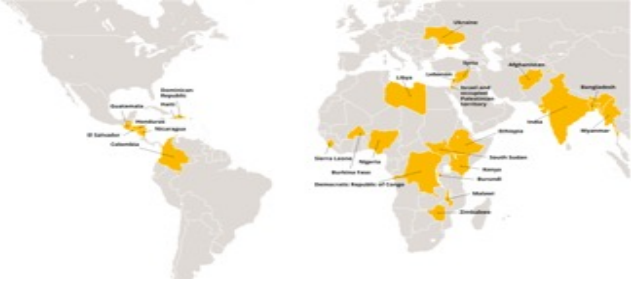 Dominican
Republic
Haiti
Guatemala
Honduras
Nicaragua
El Salvador
Colombia
Ukraine
Syria
Lebanon
Libya
Israel and
occupied
Palestinian
territory
Afghanistan
Bangladesh
India
Myanmar
Ethiopia
South Sudan
Kenya
Burundi
Sierra Leone
Nigeria
Burkina Faso
Democratic Republic of Congo
Malawi
Zimbabwe